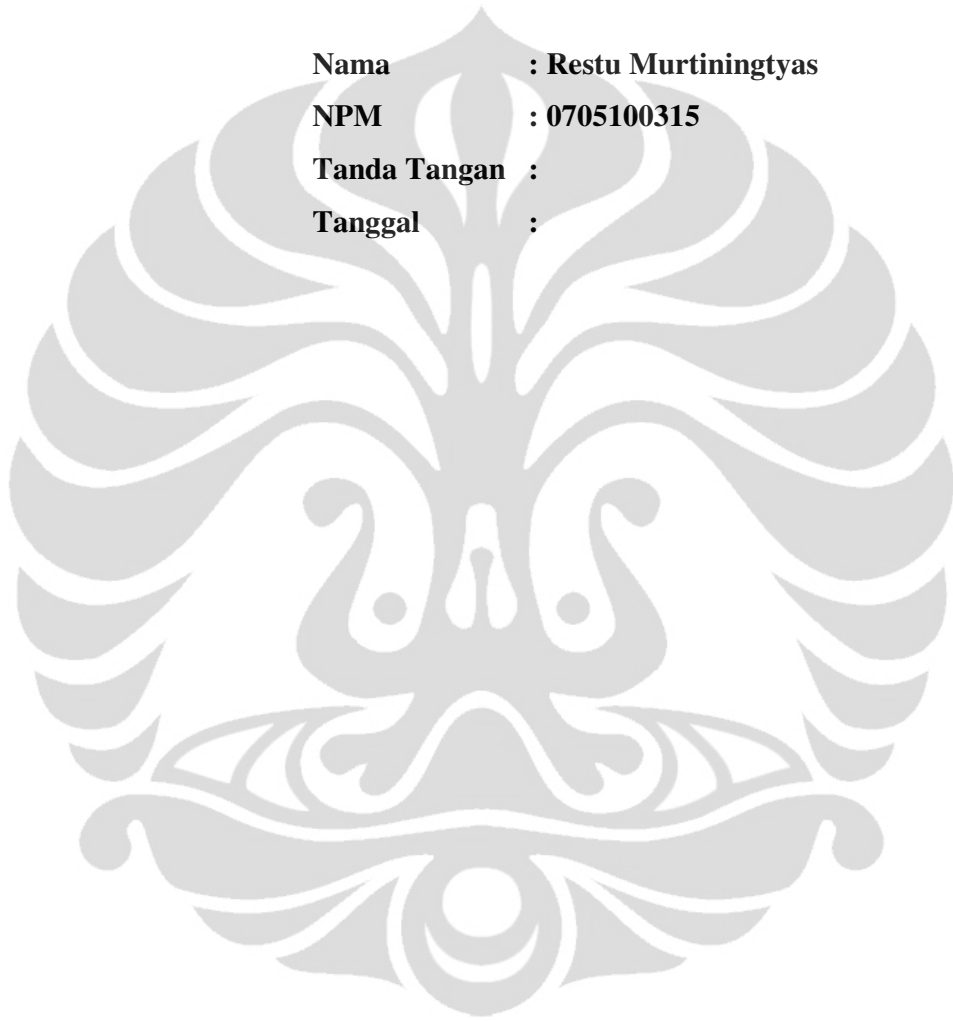 Nama : Restu Murtiningtyas
NPM : 0705100315
Tanda Tangan :
Tanggal :